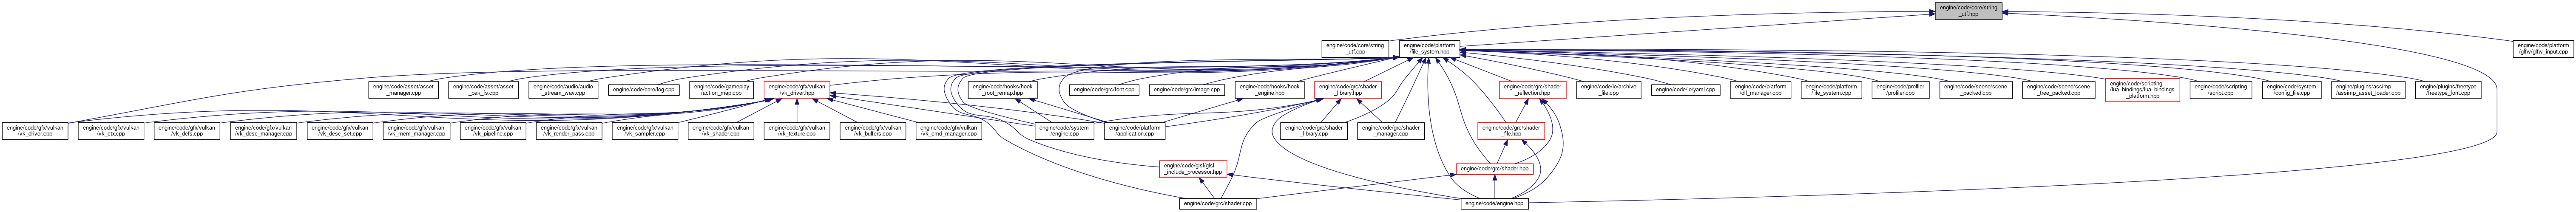 engine/code/core/string
_utf.hpp
engine/code/core/string
_utf.cpp
engine/code/platform
/file_system.hpp
engine/code/platform
/glfw/glfw_input.cpp
engine/code/asset/asset
_manager.cpp
engine/code/asset/asset
_pak_fs.cpp
engine/code/audio/audio
_stream_wav.cpp
engine/code/core/log.cpp
engine/code/gameplay
/action_map.cpp
engine/code/gfx/vulkan
/vk_driver.hpp
engine/code/hooks/hook
_root_remap.hpp
engine/code/grc/font.cpp
engine/code/grc/image.cpp
engine/code/hooks/hook
_engine.hpp
engine/code/grc/shader
_library.hpp
engine/code/grc/shader
_reflection.hpp
engine/code/io/archive
_file.cpp
engine/code/io/yaml.cpp
engine/code/platform
/dll_manager.cpp
engine/code/platform
/file_system.cpp
engine/code/profiler
/profiler.cpp
engine/code/scene/scene
_packed.cpp
engine/code/scene/scene
_tree_packed.cpp
engine/code/scripting
/lua_bindings/lua_bindings
_platform.hpp
engine/code/scripting
/script.cpp
engine/code/system
/config_file.cpp
engine/plugins/assimp
/assimp_asset_loader.cpp
engine/plugins/freetype
/freetype_font.cpp
engine/code/gfx/vulkan
/vk_driver.cpp
engine/code/gfx/vulkan
/vk_ctx.cpp
engine/code/gfx/vulkan
/vk_defs.cpp
engine/code/gfx/vulkan
/vk_desc_manager.cpp
engine/code/gfx/vulkan
/vk_desc_set.cpp
engine/code/gfx/vulkan
/vk_mem_manager.cpp
engine/code/gfx/vulkan
/vk_pipeline.cpp
engine/code/gfx/vulkan
/vk_render_pass.cpp
engine/code/gfx/vulkan
/vk_sampler.cpp
engine/code/gfx/vulkan
/vk_shader.cpp
engine/code/gfx/vulkan
/vk_texture.cpp
engine/code/gfx/vulkan
/vk_buffers.cpp
engine/code/gfx/vulkan
/vk_cmd_manager.cpp
engine/code/system
/engine.cpp
engine/code/platform
/application.cpp
engine/code/grc/shader
_library.cpp
engine/code/grc/shader
_manager.cpp
engine/code/grc/shader
_file.hpp
engine/code/glsl/glsl
_include_processor.hpp
engine/code/grc/shader.hpp
engine/code/grc/shader.cpp
engine/code/engine.hpp